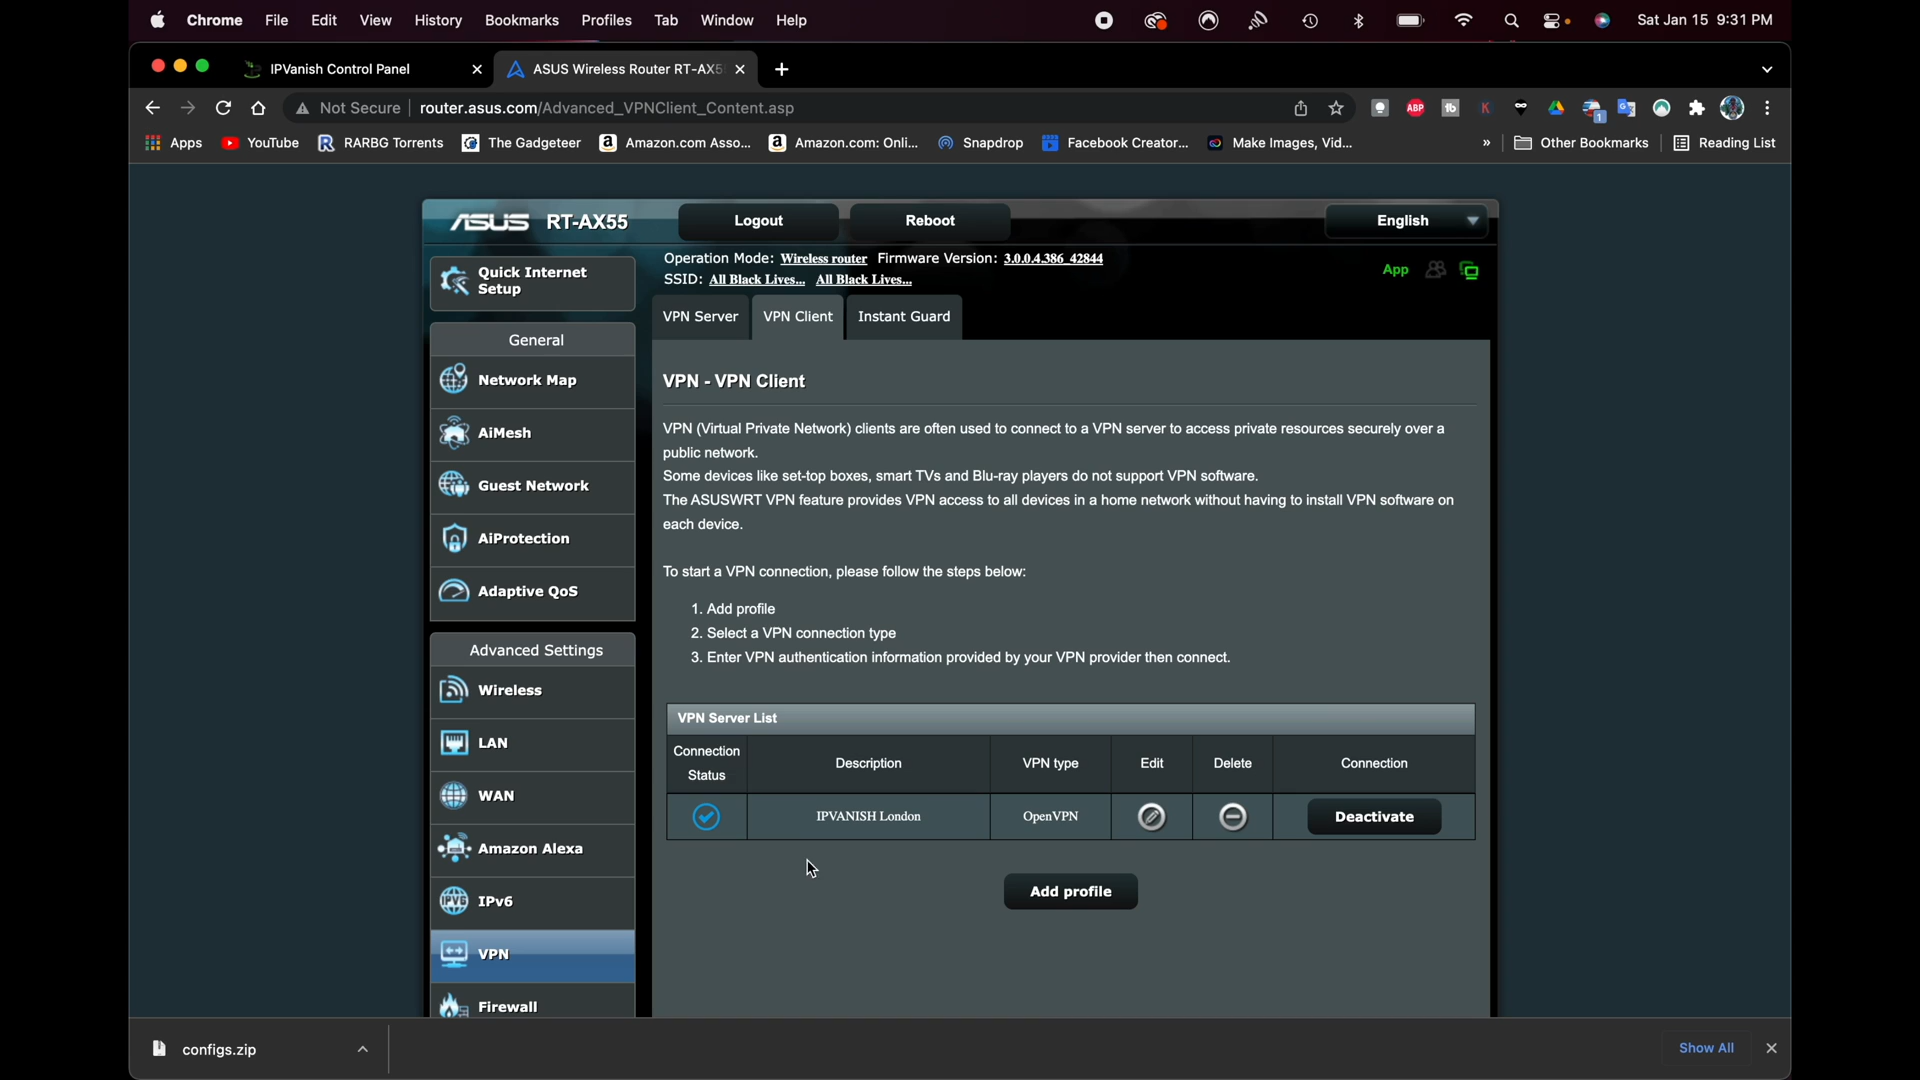 Chrome File Edit View History Bookmarks Profiles Tab Window Help Sat Jan 15 9:31 PM
IPVanish Control Panel
ASUS Wireless Router RT-AX5
Not Secure router.asus.com/Advanced_VPNClient_Content.asp
ABP
tb
K
1
Apps YouTube RARBG Torrents The Gadgeteer Amazon.com Asso... Amazon.com: Onli... Snapdrop Facebook Creator... Make Images, Vid... » Other Bookmarks Reading List
ASUS RT-AX55 Logout Reboot English
Quick Internet
Setup
Operation Mode: Wireless router Firmware Version: 3.0.0.4.386_42844
SSID: All Black Lives... All Black Lives...
App
VPN Server VPN Client Instant Guard
General
Network Map
AiMesh
Guest Network
AiProtection
Adaptive QoS
Advanced Settings
Wireless
LAN
WAN
Amazon Alexa
IPv6
VPN
Firewall
VPN - VPN Client
VPN (Virtual Private Network) clients are often used to connect to a VPN server to access private resources securely over a
public network.
Some devices like set-top boxes, smart TVs and Blu-ray players do not support VPN software.
The ASUSWRT VPN feature provides VPN access to all devices in a home network without having to install VPN software on
each device.
To start a VPN connection, please follow the steps below:
1. Add profile
2. Select a VPN connection type
3. Enter VPN authentication information provided by your VPN provider then connect.
VPN Server List
Connection
Status
Description VPN type Edit Delete Connection
IPVANISH London OpenVPN Deactivate
Add profile
configs.zip Show All